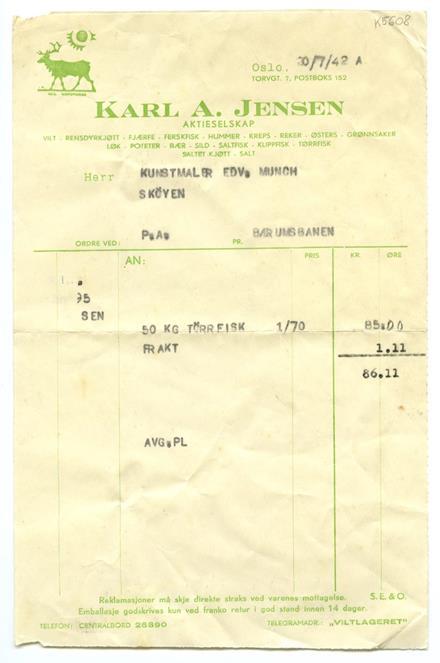 K5608
Oslo, 30/7/42 A
TORVGT. 7, POSTBOKS 152
KARL A. JENSEN
AKTIESELSKAP
VILT - RENSDYRKJØTT - FJÆRFE - FERSKFISK - HUMMER - KREPS - REKER - ØSTERS - GRØNNSAKER
LØK - POTETER - BÆR - SILD - SALTFISK - KLIPPFISK - TØRRFISK
SALTET KJØTT - SALT
Herr KUNSTMALER EDV. MUNCH
SKÖYEN
P.A. BÆRUMSBANEN
ORDRE VED: PR.
AN: PRIS KR. ØRE
95
SEN
50 KG TÖRRFISK 1/70 85.00
FRAKT 1.11
86.11
AVG.PL
Reklamasjoner må skje direkte straks ved varenes mottagelse. S.E.&O.
Emballasje godskrives kun ved franko retur i god stand innen 14 dager.
TELEFON: CENTRALBORD 26890 TELEGRAMADR.: „VILTLAGERET"